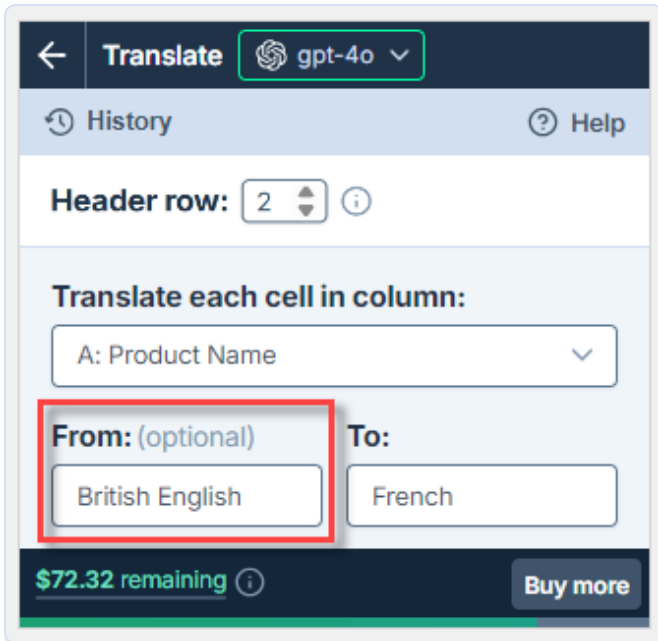 Translate gpt-4o
History Help
Header row: 2
Translate each cell in column:
A: Product Name
From: (optional) To:
British English French
$72.32 remaining Buy more